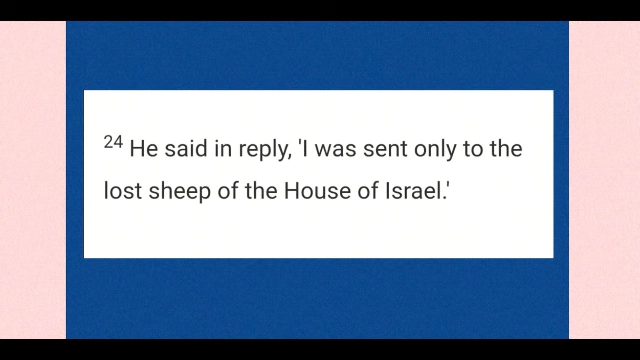 24 He said in reply, 'I was sent only to the
lost sheep of the House of Israel.'